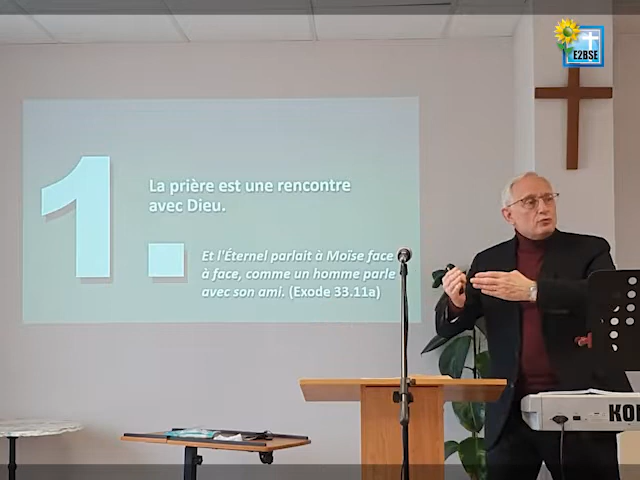 E2BSE
1.
La prière est une rencontre
avec Dieu.
Et l'Éternel parlait à Moïse face
à face, comme un homme parle
avec son ami. (Exode 33.11a)
KO